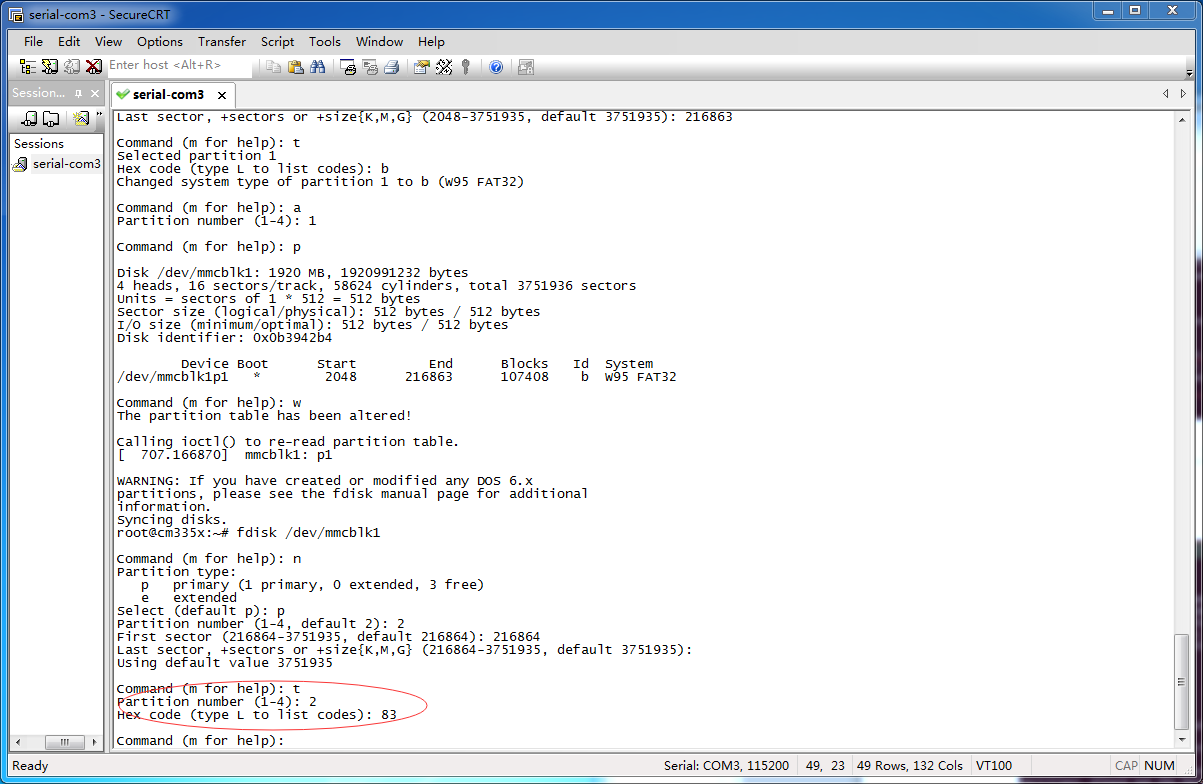 serial-com3 - SecureCRT
File Edit View Options Transfer Script Tools Window Help
Enter host <Alt+R>
Session...
serial-com3
Sessions
serial-com3
Last sector, +sectors or +size{K,M,G} (2048-3751935, default 3751935): 216863
Command (m for help): t
Selected partition 1
Hex code (type L to list codes): b
Changed system type of partition 1 to b (W95 FAT32)
Command (m for help): a
Partition number (1-4): 1
Command (m for help): p
Disk /dev/mmcblk1: 1920 MB, 1920991232 bytes
4 heads, 16 sectors/track, 58624 cylinders, total 3751936 sectors
Units = sectors of 1 * 512 = 512 bytes
Sector size (logical/physical): 512 bytes / 512 bytes
I/O size (minimum/optimal): 512 bytes / 512 bytes
Disk identifier: 0x0b3942b4
Device Boot Start End Blocks Id System
/dev/mmcblk1p1 * 2048 216863 107408 b W95 FAT32
Command (m for help): w
The partition table has been altered!
Calling ioctl() to re-read partition table.
[ 707.166870] mmcblk1: p1
WARNING: If you have created or modified any DOS 6.x
partitions, please see the fdisk manual page for additional
information.
Syncing disks.
root@cm335x:~# fdisk /dev/mmcblk1
Command (m for help): n
Partition type:
p primary (1 primary, 0 extended, 3 free)
e extended
Select (default p): p
Partition number (1-4, default 2): 2
First sector (216864-3751935, default 216864): 216864
Last sector, +sectors or +size{K,M,G} (216864-3751935, default 3751935):
Using default value 3751935
Command (m for help): t
Partition number (1-4): 2
Hex code (type L to list codes): 83
Command (m for help):
Ready Serial: COM3, 115200 49, 23 49 Rows, 132 Cols VT100 CAP NUM